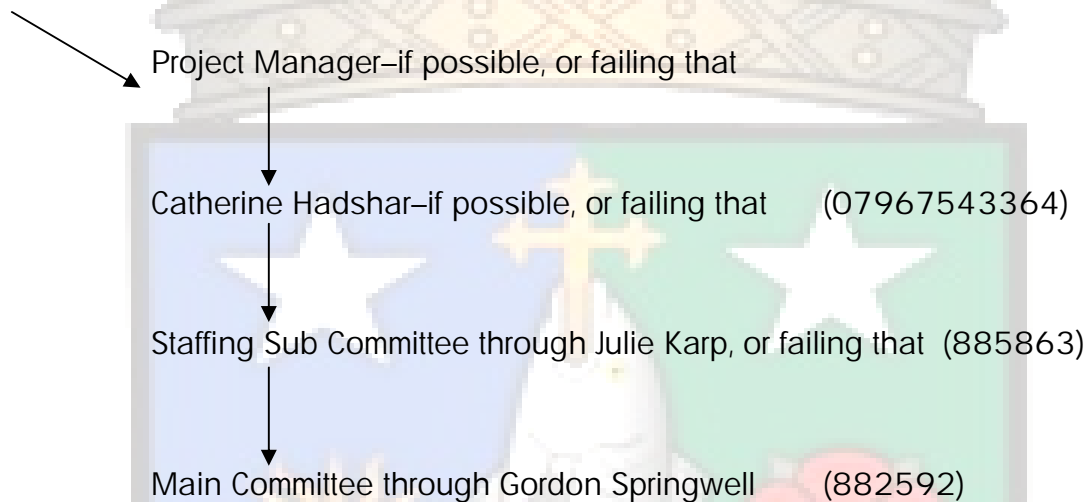 Project Manager–if possible, or failing that
Catherine Hadshar–if possible, or failing that (07967543364)
Staffing Sub Committee through Julie Karp, or failing that (885863)
Main Committee through Gordon Springwell (882592)